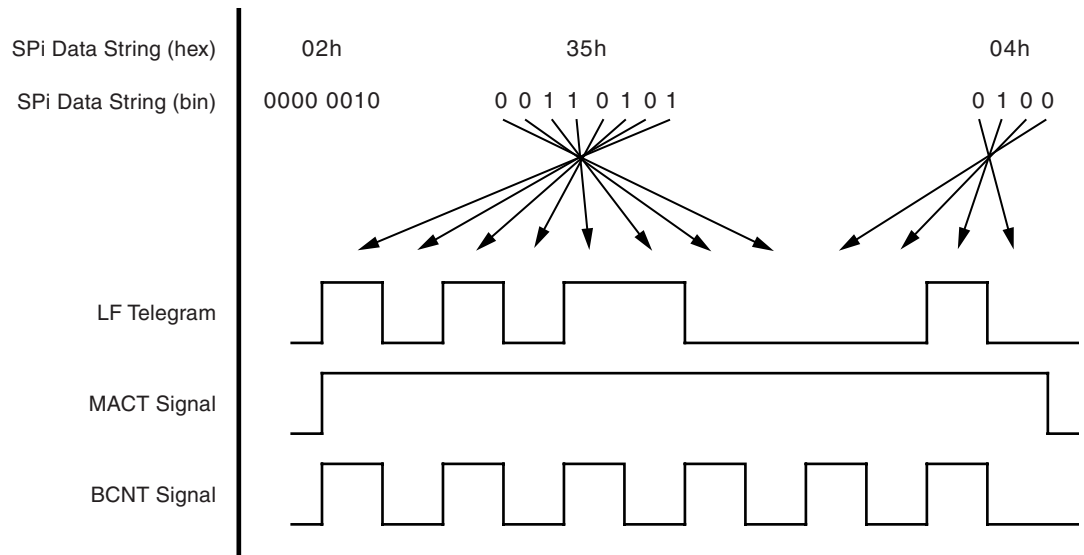 SPi Data String (hex) 02h 35h 04h
SPi Data String (bin) 0000 0010 0 0 1 1 0 1 0 1 0 1 0 0
LF Telegram
MACT Signal
BCNT Signal